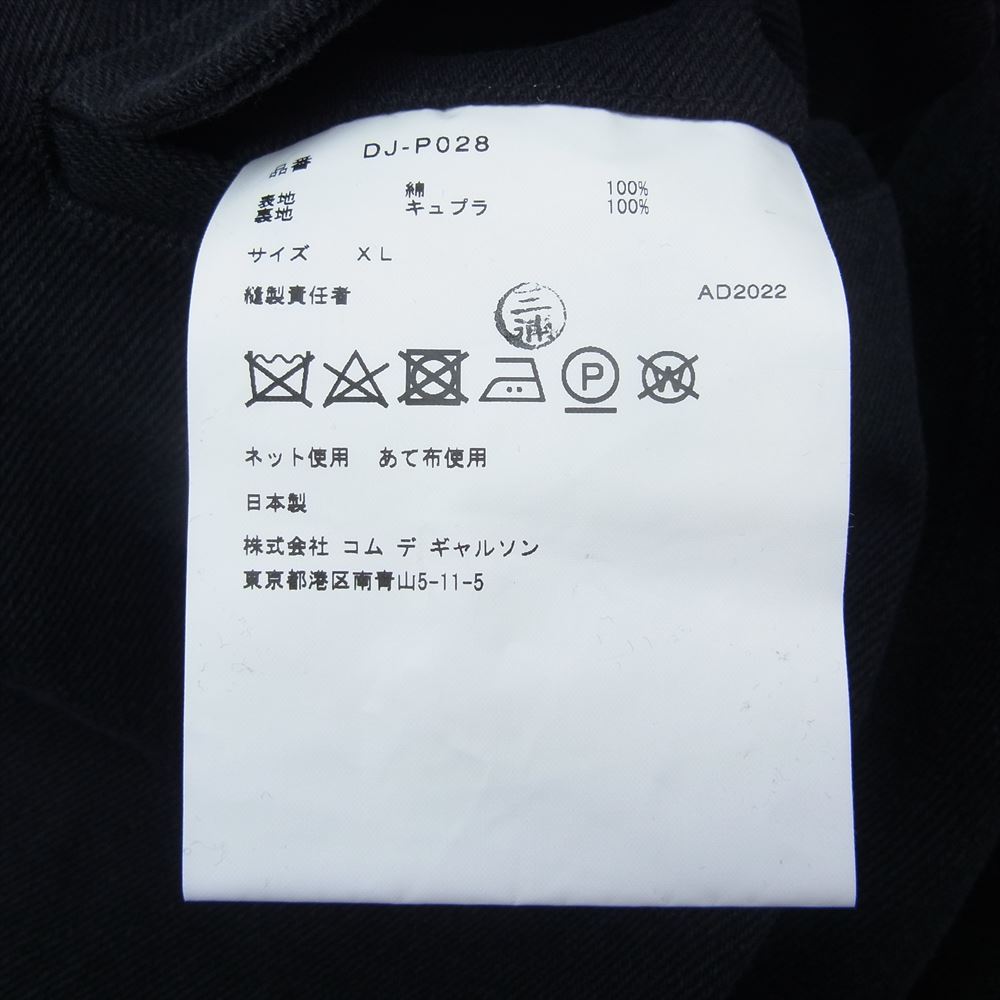 品番 DJ-P028
表地 綿 100%
裏地 キュプラ 100%
サイズ XL
縫製責任者 三浦 AD2022
P W
ネット使用 あて布使用
日本製
株式会社 コム デ ギャルソン
東京都港区南青山5-11-5